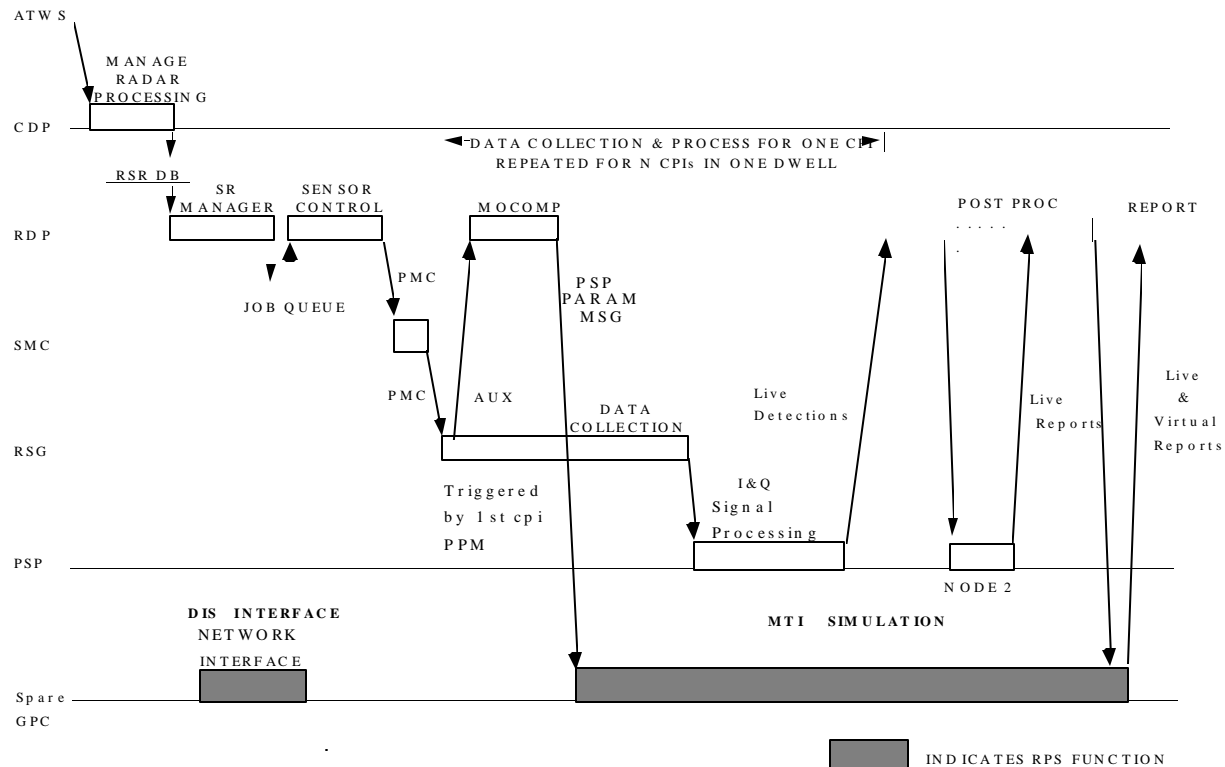 ATWS
MANAGE
RADAR
PROCESSING
CDP
DATA COLLECTION & PROCESS FOR ONE CPI
REPEATED FOR N CPIs IN ONE DWELL
RSR DB
SR
MANAGER
SENSOR
CONTROL
MOCOMP
POST PROC
. . . . .
.
REPORT
RDP
PMC
PSP
PARAM
MSG
JOB QUEUE
SMC
PMC
AUX
DATA
COLLECTION
Live
Detections
Live
Reports
Live
&
Virtual
Reports
RSG
Triggered
by 1st cpi
PPM
I&Q
Signal
Processing
PSP
NODE 2
DIS INTERFACE
NETWORK
INTERFACE
MTI SIMULATION
Spare
GPC
INDICATES RPS FUNCTION